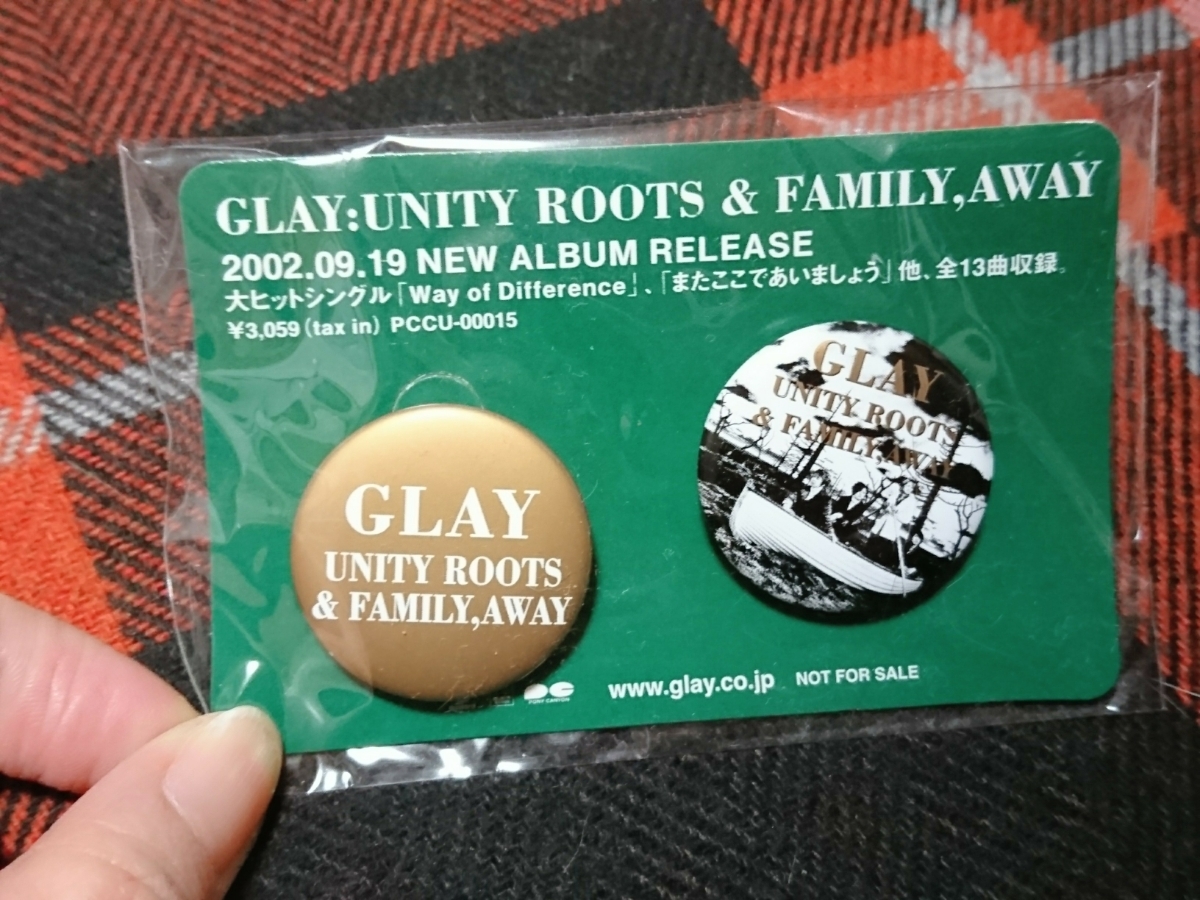 GLAY:UNITY ROOTS & FAMILY,AWAY
2002.09.19 NEW ALBUM RELEASE
大ヒットシングル「Way of Difference」、「またここであいましょう」他、全13曲収録。
¥3,059(tax in) PCCU-00015
GLAY
UNITY ROOTS
& FAMILY,AWAY
GLAY
UNITY ROOTS
& FAMILY,AWAY
PONY CANYON
www.glay.co.jp NOT FOR SALE